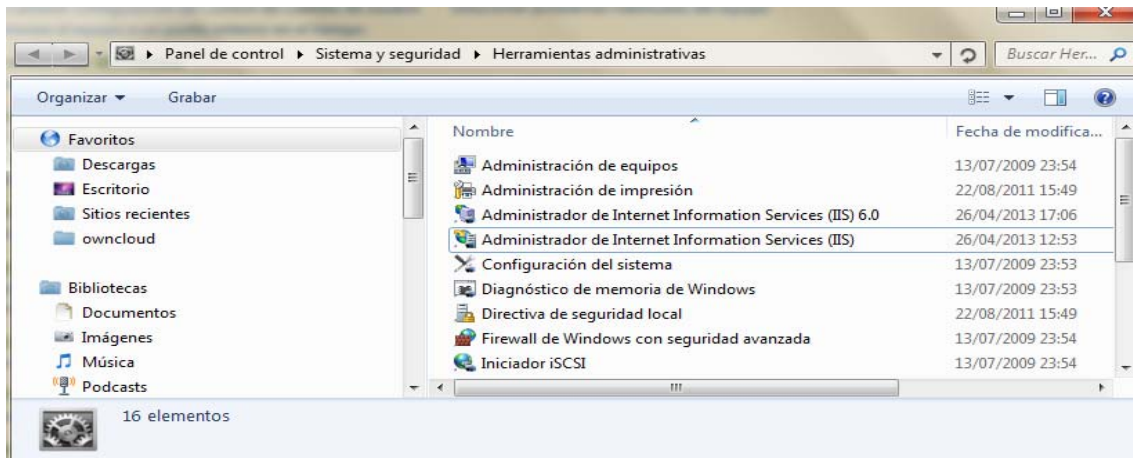 Panel de control ▸ Sistema y seguridad ▸ Herramientas administrativas
Buscar Her...
Organizar
Grabar
Favoritos
Descargas
Escritorio
Sitios recientes
owncloud
Bibliotecas
Documentos
Imágenes
Música
Podcasts
Nombre Fecha de modifica...
Administración de equipos 13/07/2009 23:54
Administración de impresión 22/08/2011 15:49
Administrador de Internet Information Services (IIS) 6.0 26/04/2013 17:06
Administrador de Internet Information Services (IIS) 26/04/2013 12:53
Configuración del sistema 13/07/2009 23:53
Diagnóstico de memoria de Windows 13/07/2009 23:53
Directiva de seguridad local 22/08/2011 15:49
Firewall de Windows con seguridad avanzada 13/07/2009 23:54
Iniciador iSCSI 13/07/2009 23:54
16 elementos